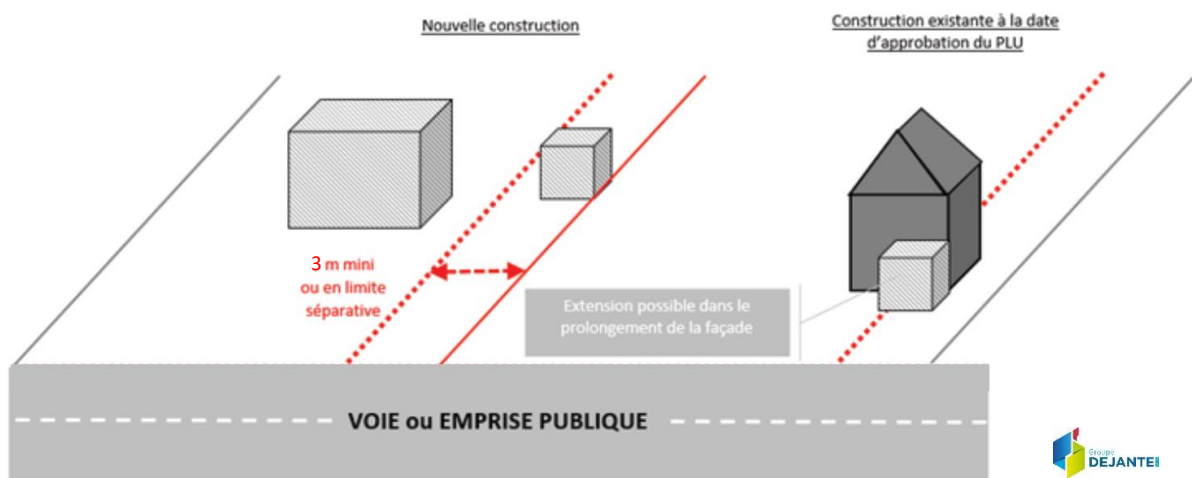 Nouvelle construction
Construction existante à la date
d'approbation du PLU
3 m mini
ou en limite
séparative
Extension possible dans le
prolongement de la façade
VOIE ou EMPRISE PUBLIQUE
Groupe
DEJANTE